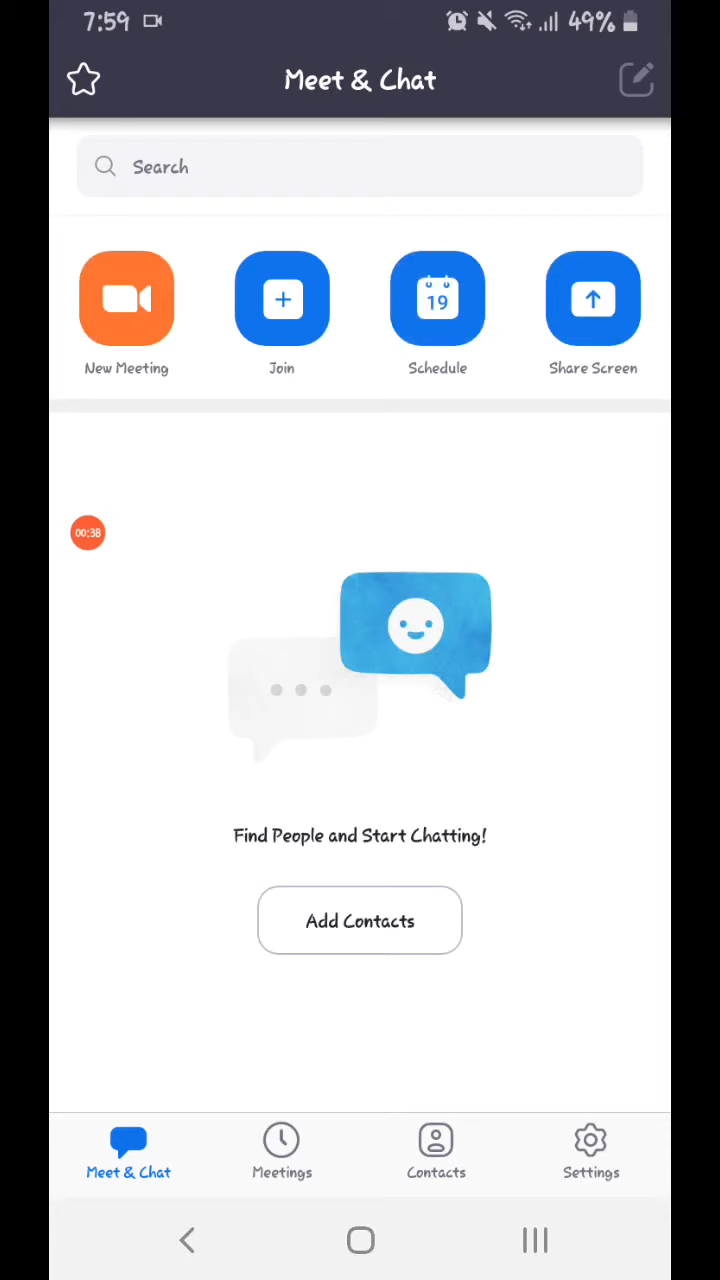 7:59 49%
Meet & Chat
Search
19
New Meeting Join Schedule Share Screen
00:38
Find People and Start Chatting!
Add Contacts
Meet & Chat Meetings Contacts Settings